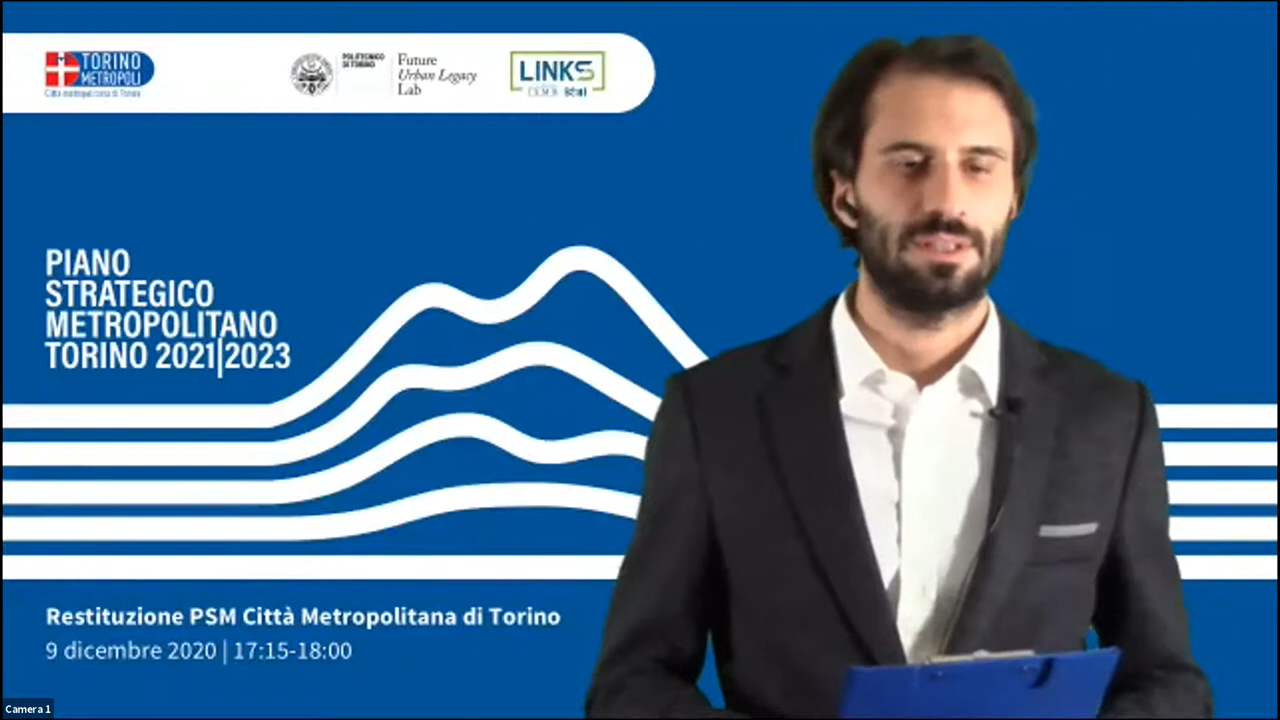 TORINO
METROPOLI
Città metropolitana di Torino
POLITECNICO
DI TORINO
Future
Urban Legacy
Lab
LINKS
PIANO
STRATEGICO
METROPOLITANO
TORINO 2021|2023
Restituzione PSM Città Metropolitana di Torino
9 dicembre 2020 | 17:15-18:00
Camera 1